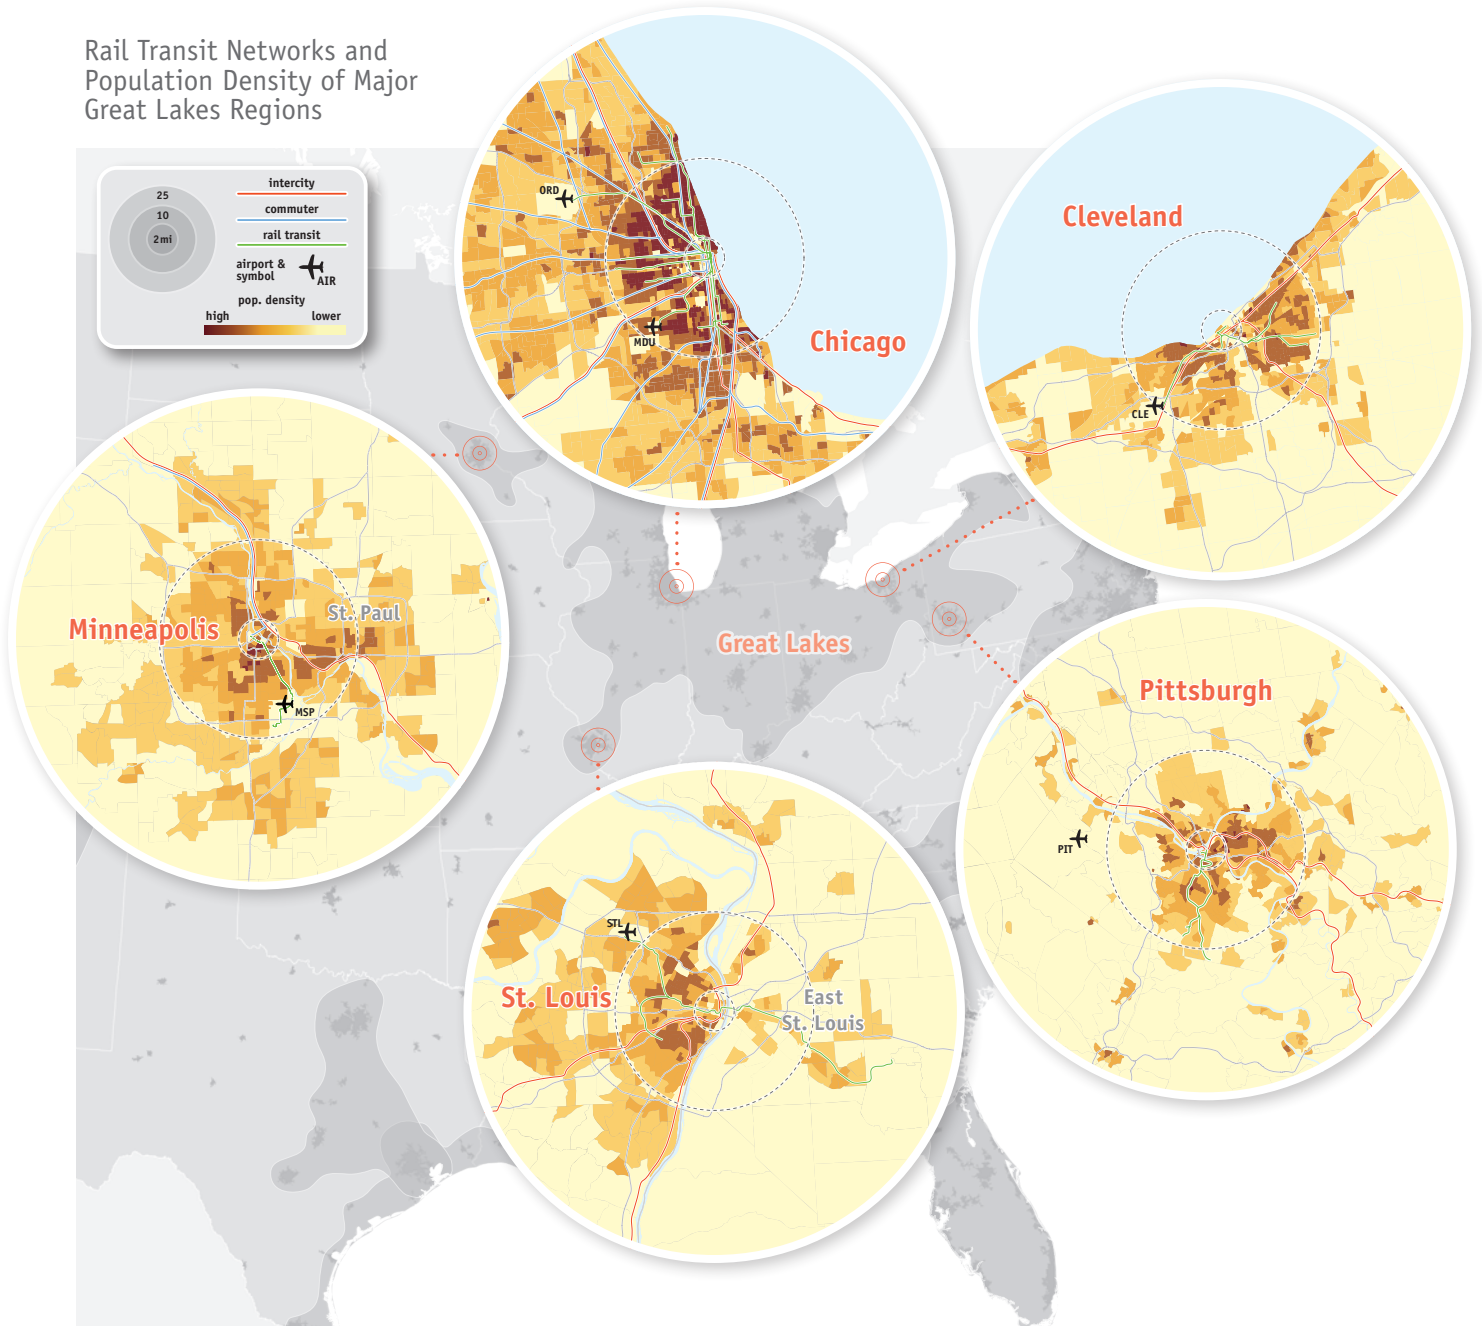 Rail Transit Networks and
Population Density of Major
Great Lakes Regions
25
10
2mi
intercity
commuter
rail transit
airport &
symbol
AIR
pop. density
high
lower
ORD
MDU
Chicago
Cleveland
CLE
Minneapolis
St. Paul
MSP
Great Lakes
Pittsburgh
PIT
STL
St. Louis
East
St. Louis